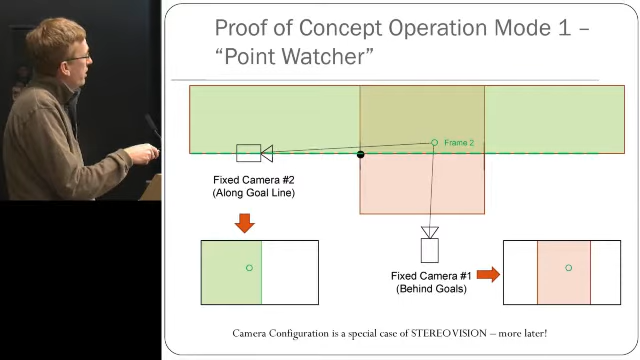 Proof of Concept Operation Mode 1 –
“Point Watcher”
Frame 2
Fixed Camera #2
(Along Goal Line)
Fixed Camera #1
(Behind Goals)
Camera Configuration is a special case of STEREOVISION – more later!